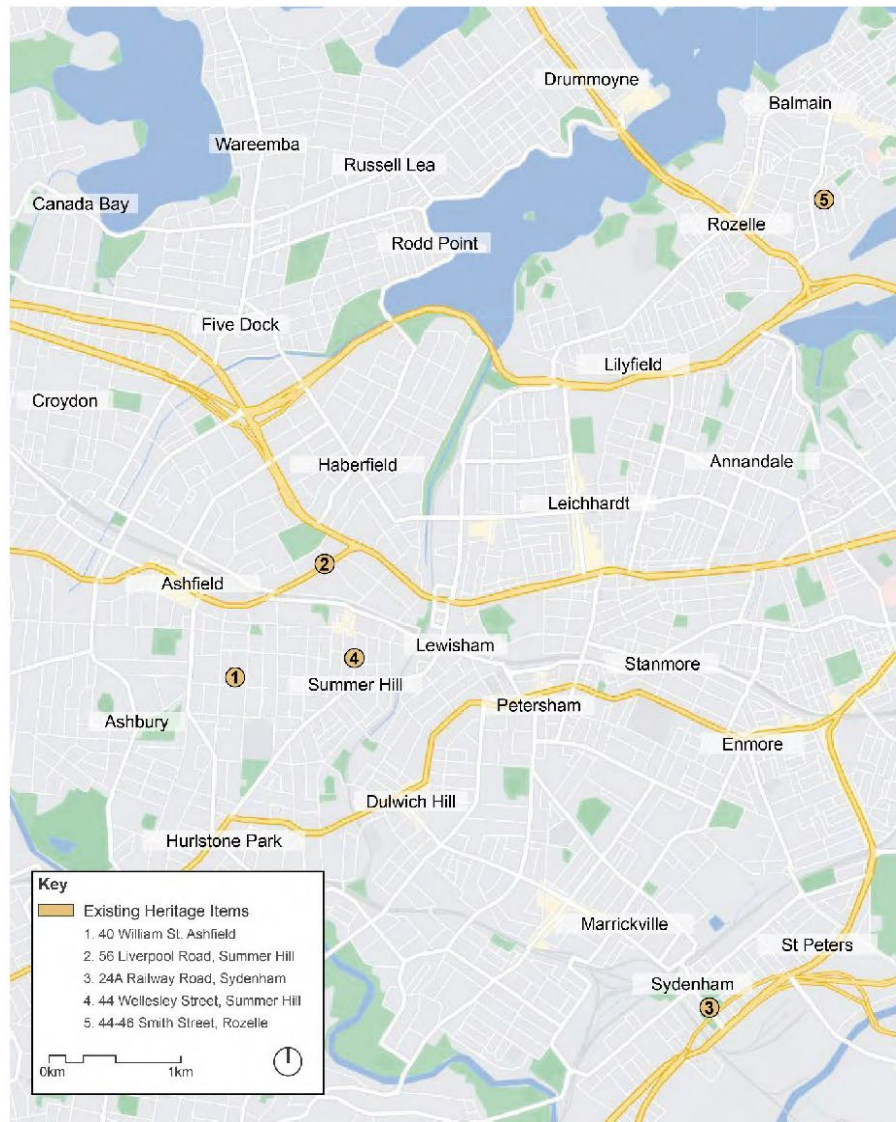 Drummoyne
Balmain
Wareemba
Russell Lea
5
Canada Bay
Rozelle
Rodd Point
Five Dock
Lilyfield
Croydon
Haberfield
Annandale
Leichhardt
2
Ashfield
Lewisham
4
Stanmore
1
Summer Hill
Petersham
Ashbury
Enmore
Dulwich Hill
Hurlstone Park
Key
Existing Heritage Items
1. 40 William St, Ashfield
2. 56 Liverpool Road, Summer Hill
3. 24A Railway Road, Sydenham
4. 44 Wellesley Street, Summer Hill
5. 44-46 Smith Street, Rozelle
0km
1km
Marrickville
St Peters
Sydenham
3